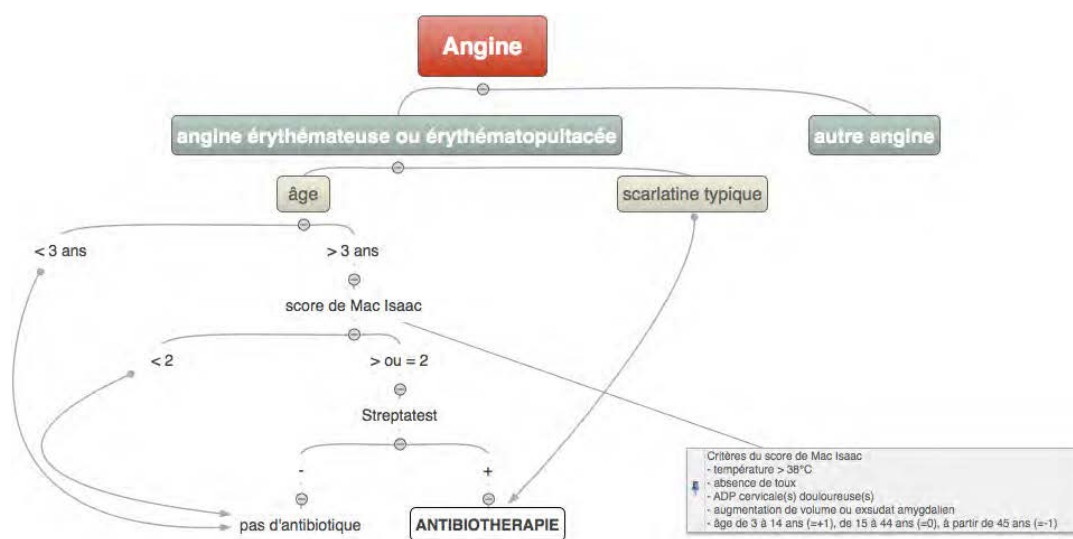 Angine
angine érythémateuse ou érythématopultacée
autre angine
âge
scarlatine typique
< 3 ans
> 3 ans
score de Mac Isaac
< 2
> ou = 2
Streptatest
-
+
pas d'antibiotique
ANTIBIOTHERAPIE
Critères du score de Mac Isaac
- température > 38°C
- absence de toux
- ADP cervicale(s) douloureuse(s)
- augmentation de volume ou exsudat amygdalien
- âge de 3 à 14 ans (=+1), de 15 à 44 ans (=0), à partir de 45 ans (=-1)